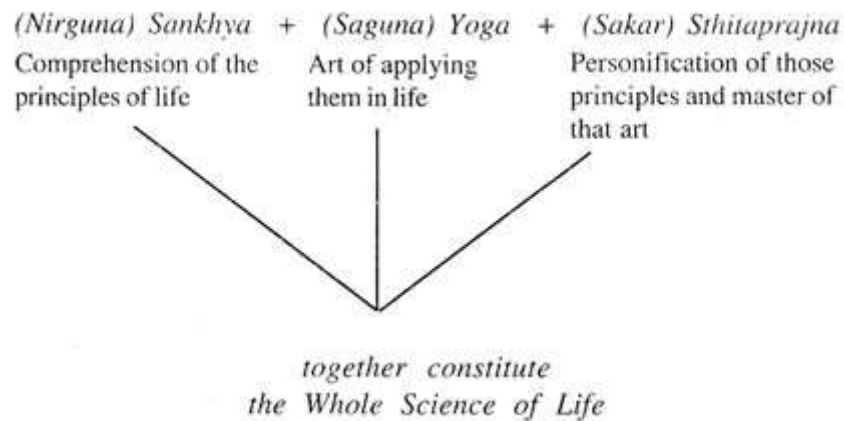 (Nirguna) Sankhya + (Saguna) Yoga + (Sakar) Sthitaprajna
Comprehension of the principles of life
Art of applying them in life
Personification of those principles and master of that art
together constitute
the Whole Science of Life